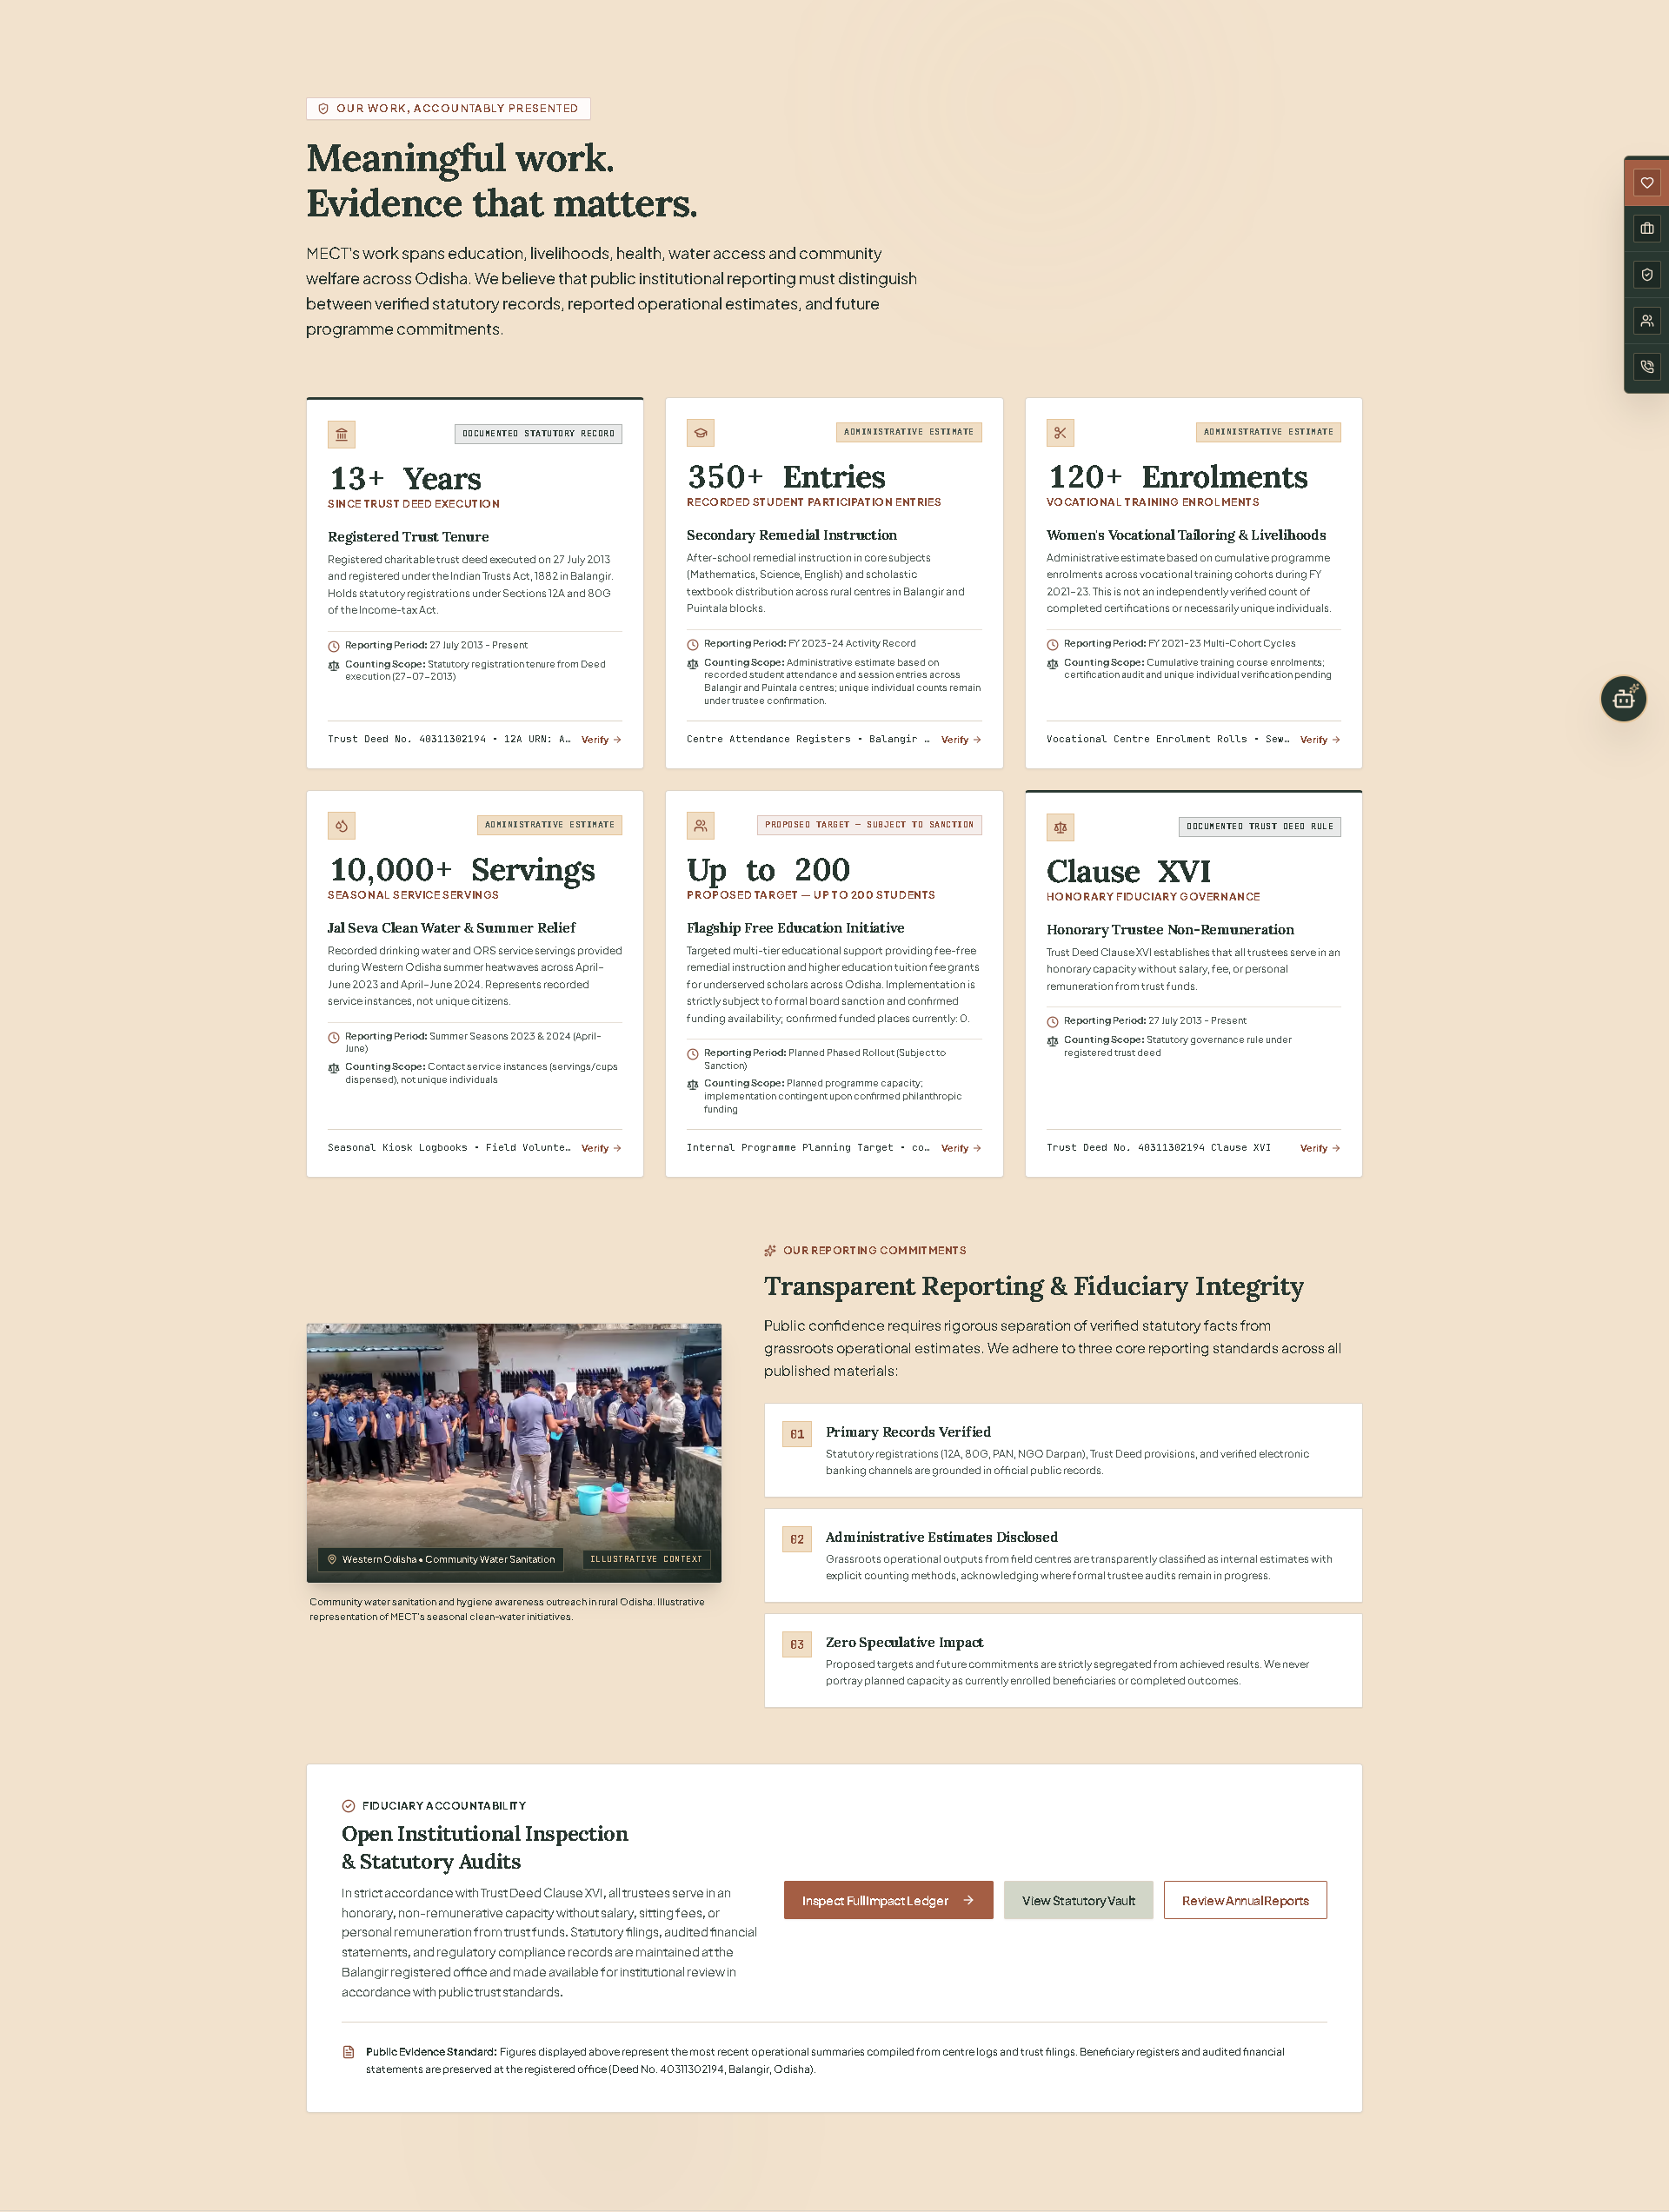 OUR WORK, ACCOUNTABLY PRESENTED
Meaningful work.
Evidence that matters.
MECT's work spans education, livelihoods, health, water access and community
welfare across Odisha. We believe that public institutional reporting must distinguish
between verified statutory records, reported operational estimates, and future
programme commitments.
DOCUMENTED STATUTORY RECORD
13+ Years
SINCE TRUST DEED EXECUTION
Registered Trust Tenure
Registered charitable trust deed executed on 27 July 2013
and registered under the Indian Trusts Act, 1882 in Balangir.
Holds statutory registrations under Sections 12A and 80G
of the Income-tax Act.
Reporting Period: 27 July 2013 - Present
Counting Scope: Statutory registration tenure from Deed
execution (27-07-2013)
Trust Deed No. 40311302194 • 12A URN: A…
Verify →
ADMINISTRATIVE ESTIMATE
350+ Entries
RECORDED STUDENT PARTICIPATION ENTRIES
Secondary Remedial Instruction
After-school remedial instruction in core subjects
(Mathematics, Science, English) and scholastic
textbook distribution across rural centres in Balangir and
Puintala blocks.
Reporting Period: FY 2023-24 Activity Record
Counting Scope: Administrative estimate based on
recorded student attendance and session entries across
Balangir and Puintala centres; unique individual counts remain
under trustee confirmation.
Centre Attendance Registers • Balangir …
Verify →
ADMINISTRATIVE ESTIMATE
120+ Enrolments
VOCATIONAL TRAINING ENROLMENTS
Women's Vocational Tailoring & Livelihoods
Administrative estimate based on cumulative programme
enrolments across vocational training cohorts during FY
2021-23. This is not an independently verified count of
completed certifications or necessarily unique individuals.
Reporting Period: FY 2021-23 Multi-Cohort Cycles
Counting Scope: Cumulative training course enrolments;
certification audit and unique individual verification pending
Vocational Centre Enrolment Rolls • Sew…
Verify →
ADMINISTRATIVE ESTIMATE
10,000+ Servings
SEASONAL SERVICE SERVINGS
Jal Seva Clean Water & Summer Relief
Recorded drinking water and ORS service servings provided
during Western Odisha summer heatwaves across April–
June 2023 and April–June 2024. Represents recorded
service instances, not unique citizens.
Reporting Period: Summer Seasons 2023 & 2024 (April–
June)
Counting Scope: Contact service instances (servings/cups
dispensed), not unique individuals
Seasonal Kiosk Logbooks • Field Volunte…
Verify →
PROPOSED TARGET — SUBJECT TO SANCTION
Up to 200
PROPOSED TARGET — UP TO 200 STUDENTS
Flagship Free Education Initiative
Targeted multi-tier educational support providing fee-free
remedial instruction and higher education tuition fee grants
for underserved scholars across Odisha. Implementation is
strictly subject to formal board sanction and confirmed
funding availability; confirmed funded places currently: 0.
Reporting Period: Planned Phased Rollout (Subject to
Sanction)
Counting Scope: Planned programme capacity;
implementation contingent upon confirmed philanthropic
funding
Internal Programme Planning Target • co…
Verify →
DOCUMENTED TRUST DEED RULE
Clause XVI
HONORARY FIDUCIARY GOVERNANCE
Honorary Trustee Non-Remuneration
Trust Deed Clause XVI establishes that all trustees serve in an
honorary capacity without salary, fee, or personal
remuneration from trust funds.
Reporting Period: 27 July 2013 - Present
Counting Scope: Statutory governance rule under
registered trust deed
Trust Deed No. 40311302194 Clause XVI
Verify →
Western Odisha • Community Water Sanitation
ILLUSTRATIVE CONTEXT
Community water sanitation and hygiene awareness outreach in rural Odisha. Illustrative
representation of MECT's seasonal clean-water initiatives.
OUR REPORTING COMMITMENTS
Transparent Reporting & Fiduciary Integrity
Public confidence requires rigorous separation of verified statutory facts from
grassroots operational estimates. We adhere to three core reporting standards across all
published materials:
01
Primary Records Verified
Statutory registrations (12A, 80G, PAN, NGO Darpan), Trust Deed provisions, and verified electronic
banking channels are grounded in official public records.
02
Administrative Estimates Disclosed
Grassroots operational outputs from field centres are transparently classified as internal estimates with
explicit counting methods, acknowledging where formal trustee audits remain in progress.
03
Zero Speculative Impact
Proposed targets and future commitments are strictly segregated from achieved results. We never
portray planned capacity as currently enrolled beneficiaries or completed outcomes.
FIDUCIARY ACCOUNTABILITY
Open Institutional Inspection
& Statutory Audits
In strict accordance with Trust Deed Clause XVI, all trustees serve in an
honorary, non-remunerative capacity without salary, sitting fees, or
personal remuneration from trust funds. Statutory filings, audited financial
statements, and regulatory compliance records are maintained at the
Balangir registered office and made available for institutional review in
accordance with public trust standards.
Inspect Full Impact Ledger →
View Statutory Vault
Review Annual Reports
Public Evidence Standard: Figures displayed above represent the most recent operational summaries compiled from centre logs and trust filings. Beneficiary registers and audited financial
statements are preserved at the registered office (Deed No. 40311302194, Balangir, Odisha).